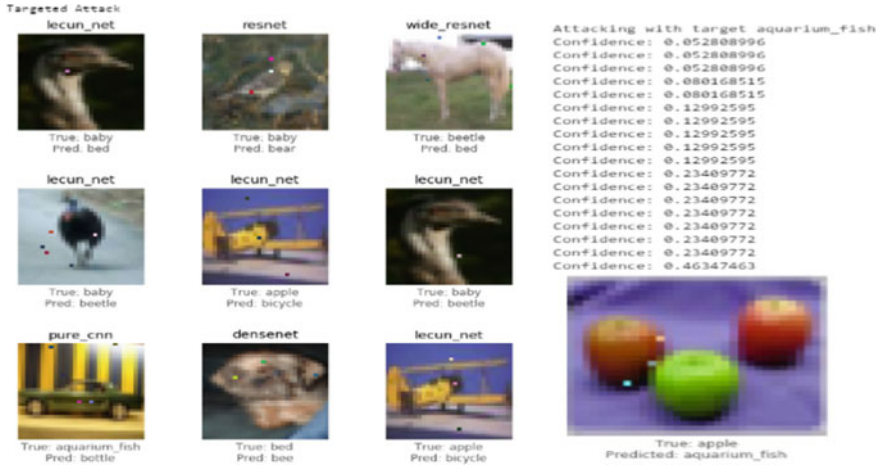 Targeted Attack
lecun_net
True: baby
Pred: bed
resnet
True: baby
Pred: bear
wide_resnet
True: beetle
Pred: bed
lecun_net
True: baby
Pred: beetle
lecun_net
True: apple
Pred: bicycle
lecun_net
True: baby
Pred: beetle
pure_cnn
True: aquarium_fish
Pred: bottle
densenet
True: bed
Pred: bee
lecun_net
True: apple
Pred: bicycle
Attacking with target aquarium_fish
Confidence: 0.052808996
Confidence: 0.052808996
Confidence: 0.052808996
Confidence: 0.080168515
Confidence: 0.080168515
Confidence: 0.12992595
Confidence: 0.12992595
Confidence: 0.12992595
Confidence: 0.12992595
Confidence: 0.12992595
Confidence: 0.23409772
Confidence: 0.23409772
Confidence: 0.23409772
Confidence: 0.23409772
Confidence: 0.23409772
Confidence: 0.23409772
Confidence: 0.23409772
Confidence: 0.46347463
True: apple
Predicted: aquarium_fish